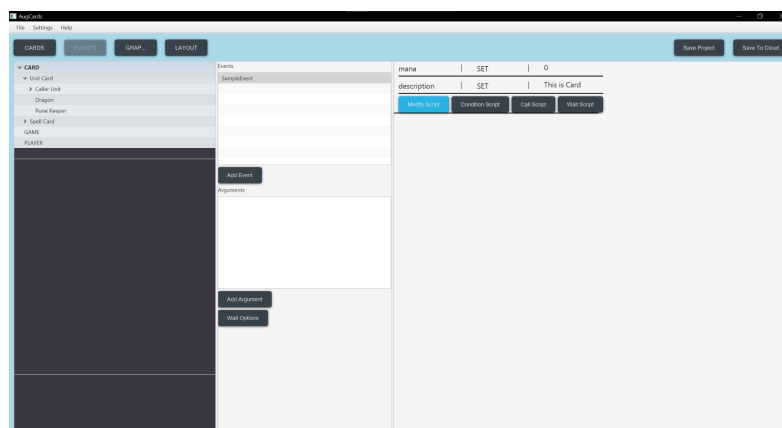 AugCards
File Settings Help
CARDS EVENTS GRAP... LAYOUT Save Project Save To Cloud
CARD
Unit Card
Caller Unit
Dragon
Rune Keeper
Spell Card
GAME
PLAYER
Events
SampleEvent
Add Event
Arguments
Add Argument
Wait Options
mana | SET | 0
description | SET | This is Card
Modify Script Condition Script Call Script Wait Script